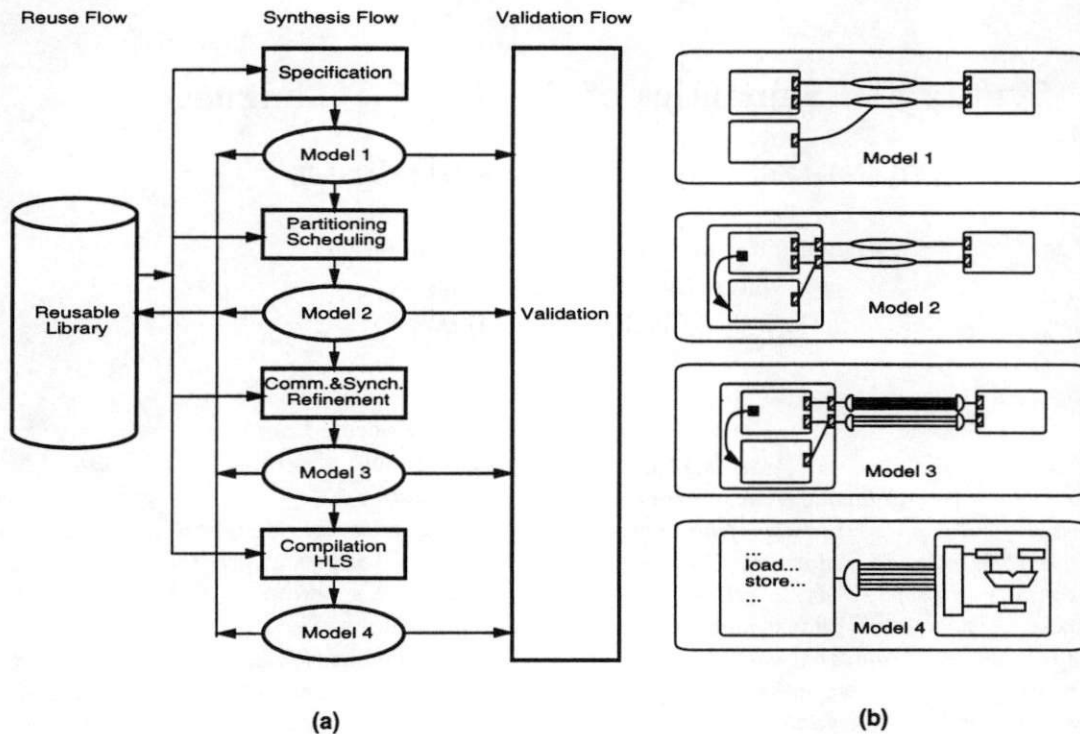 Reuse Flow
Synthesis Flow
Validation Flow
Specification
Model 1
Partitioning
Scheduling
Model 2
Reusable
Library
Validation
Comm.&Synch.
Refinement
Model 3
Compilation
HLS
Model 4
(a)
Model 1
Model 2
Model 3
...
load...
store...
...
Model 4
(b)